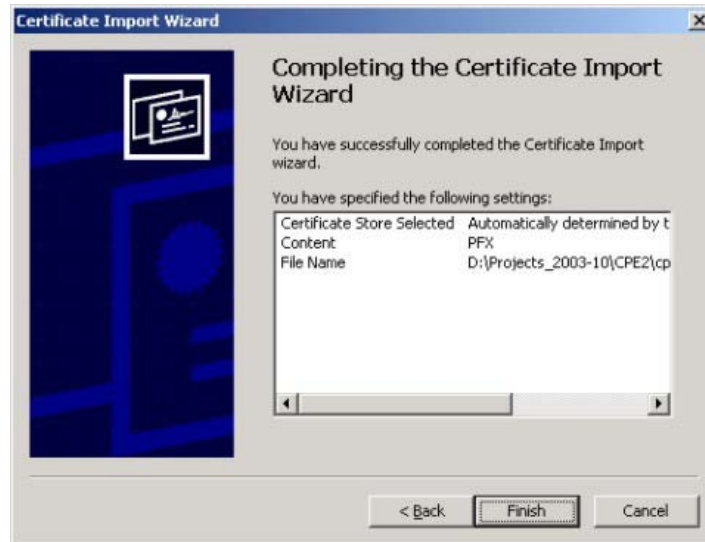 Certificate Import Wizard
Completing the Certificate Import
Wizard
You have successfully completed the Certificate Import
wizard.
You have specified the following settings:
Certificate Store Selected Automatically determined by t
Content PFX
File Name D:\Projects_2003-10\CPE2\cp
< Back Finish Cancel